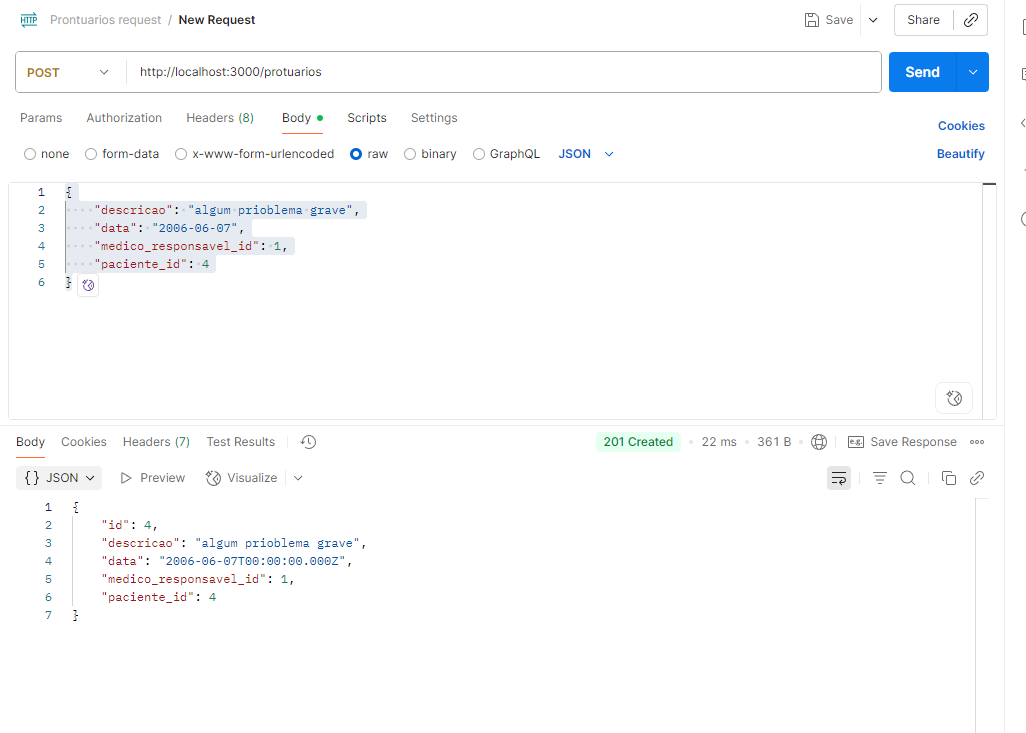 HTTP Prontuarios request / New Request Save Share
POST http://localhost:3000/protuarios Send
Params Authorization Headers (8) Body Scripts Settings Cookies
none form-data x-www-form-urlencoded raw binary GraphQL JSON Beautify
1 {
2 "descricao": "algum prioblema grave",
3 "data": "2006-06-07",
4 "medico_responsavel_id": 1,
5 "paciente_id": 4
6 }
Body Cookies Headers (7) Test Results 201 Created 22 ms 361 B e.g. Save Response
{} JSON Preview Visualize
1 {
2 "id": 4,
3 "descricao": "algum prioblema grave",
4 "data": "2006-06-07T00:00:00.000Z",
5 "medico_responsavel_id": 1,
6 "paciente_id": 4
7 }